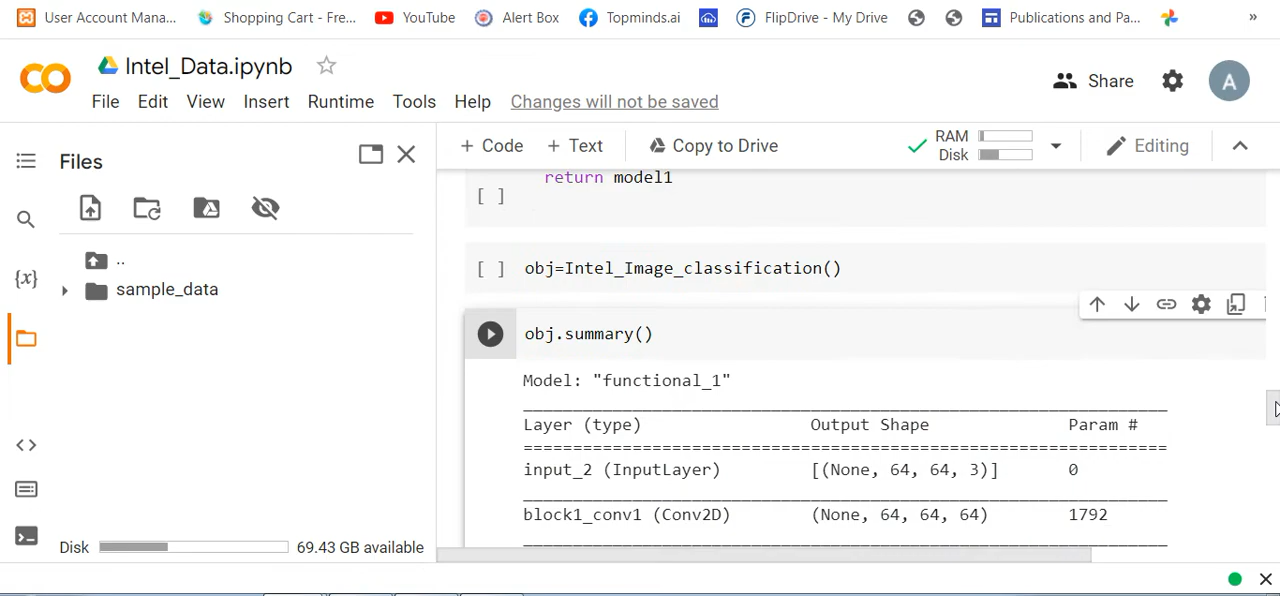 User Account Mana... Shopping Cart - Fre... YouTube Alert Box Topminds.ai FlipDrive - My Drive Publications and Pa... »
Intel_Data.ipynb
File Edit View Insert Runtime Tools Help Changes will not be saved
Share A
Files
+ Code + Text Copy to Drive RAM Disk Editing
..
sample_data
{x}
Disk 69.43 GB available
return model1
[ ]
[ ] obj=Intel_Image_classification()
obj.summary()
Model: "functional_1"
Layer (type) Output Shape Param #
input_2 (InputLayer) [(None, 64, 64, 3)] 0
block1_conv1 (Conv2D) (None, 64, 64, 64) 1792